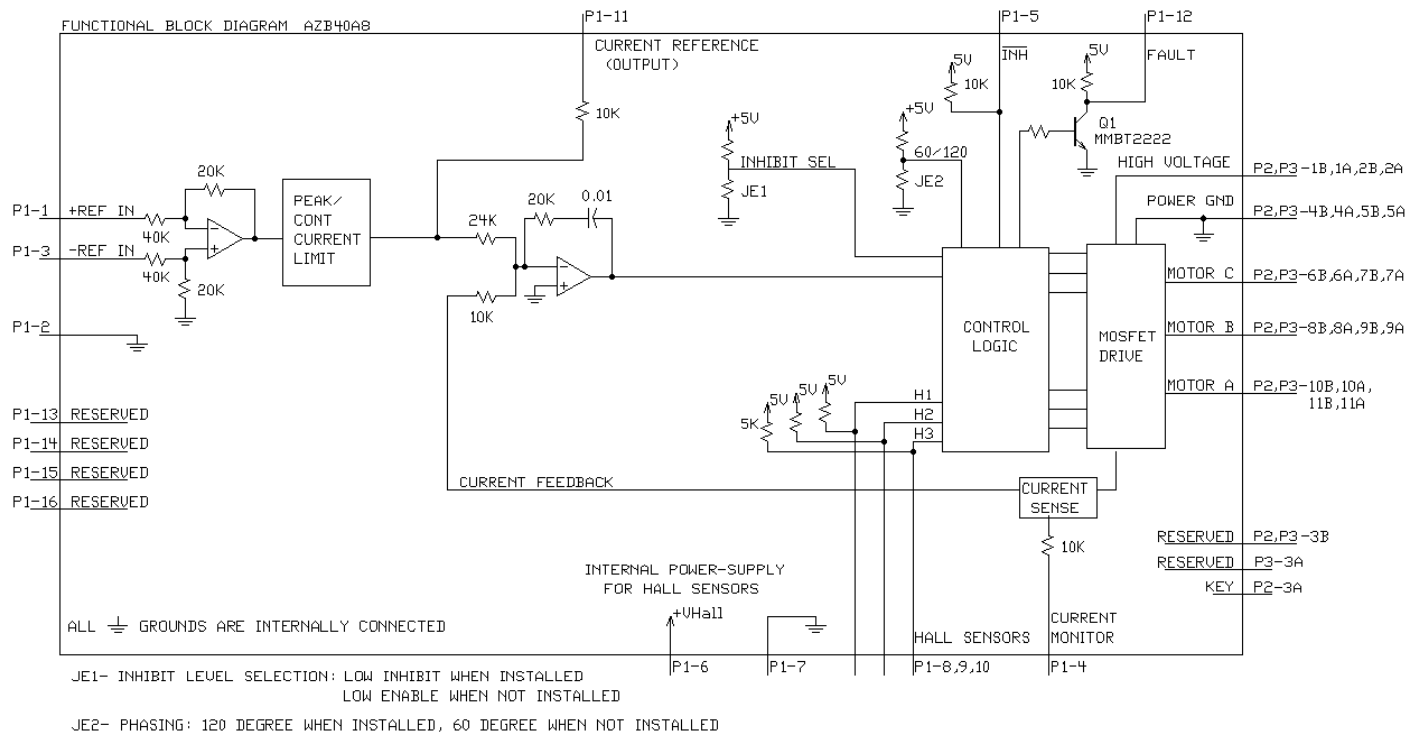 FUNCTIONAL BLOCK DIAGRAM AZB40A8
P1-11
P1-5
P1-12
CURRENT REFERENCE
(OUTPUT)
INH
FAULT
5V
10K
5V
10K
10K
+5V
+5V
Q1
MMBT2222
INHIBIT SEL
60/120
JE1
JE2
HIGH VOLTAGE
P2,P3-1B,1A,2B,2A
POWER GND
P2,P3-4B,4A,5B,5A
20K
PEAK/
CONT
CURRENT
LIMIT
20K
0.01
24K
P1-1
+REF IN
40K
P1-3
-REF IN
40K
20K
10K
-
+
-
+
P1-2
CONTROL
LOGIC
MOSFET
DRIVE
MOTOR C
P2,P3-6B,6A,7B,7A
MOTOR B
P2,P3-8B,8A,9B,9A
MOTOR A
P2,P3-10B,10A,
11B,11A
5V
5V
5V
5K
H1
H2
H3
P1-13 RESERVED
P1-14 RESERVED
P1-15 RESERVED
P1-16 RESERVED
CURRENT FEEDBACK
CURRENT
SENSE
10K
RESERVED P2,P3-3B
RESERVED P3-3A
KEY P2-3A
INTERNAL POWER-SUPPLY
FOR HALL SENSORS
+VHall
ALL GROUNDS ARE INTERNALLY CONNECTED
HALL SENSORS
CURRENT
MONITOR
P1-6
P1-7
P1-8,9,10
P1-4
JE1- INHIBIT LEVEL SELECTION: LOW INHIBIT WHEN INSTALLED
LOW ENABLE WHEN NOT INSTALLED
JE2- PHASING: 120 DEGREE WHEN INSTALLED, 60 DEGREE WHEN NOT INSTALLED